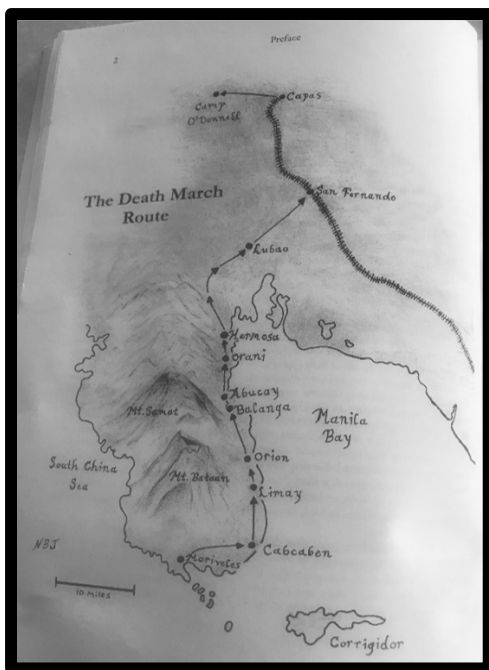 Preface
2
Camp
O'Donnell
Capas
San Fernando
The Death March
Route
Lubao
Hermosa
Orani
Abucay
Balanga
Mt. Samat
Manila
Bay
Orion
South China
Sea
Mt. Bataan
Limay
NBJ
Cabcaben
Mariveles
10 miles
Corrigidor